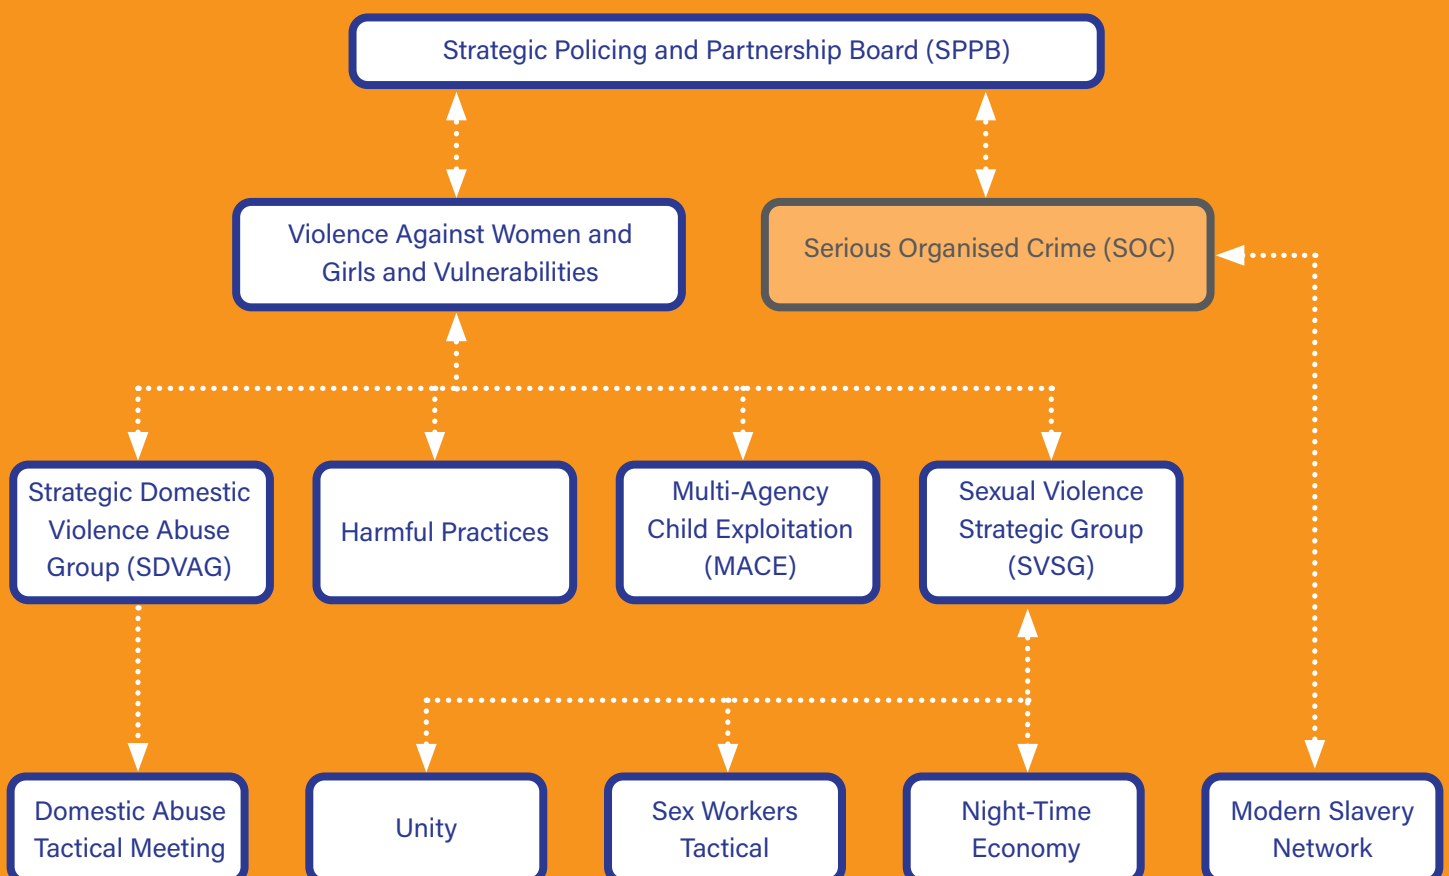 Strategic Policing and Partnership Board (SPPB)
Violence Against Women and
Girls and Vulnerabilities
Serious Organised Crime (SOC)
Strategic Domestic
Violence Abuse
Group (SDVAG)
Harmful Practices
Multi-Agency
Child Exploitation
(MACE)
Sexual Violence
Strategic Group
(SVSG)
Domestic Abuse
Tactical Meeting
Unity
Sex Workers
Tactical
Night-Time
Economy
Modern Slavery
Network